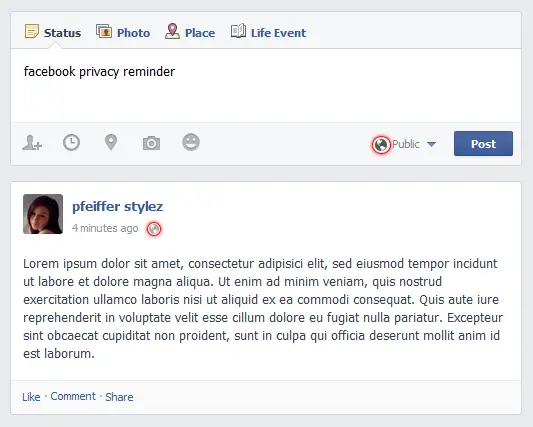 Status Photo Place Life Event
facebook privacy reminder
Public Post
pfeiffer stylez
4 minutes ago
Lorem ipsum dolor sit amet, consectetur adipisici elit, sed eiusmod tempor incidunt
ut labore et dolore magna aliqua. Ut enim ad minim veniam, quis nostrud
exercitation ullamco laboris nisi ut aliquid ex ea commodi consequat. Quis aute iure
reprehenderit in voluptate velit esse cillum dolore eu fugiat nulla pariatur. Excepteur
sint obcaecat cupiditat non proident, sunt in culpa qui officia deserunt mollit anim id
est laborum.
Like · Comment · Share